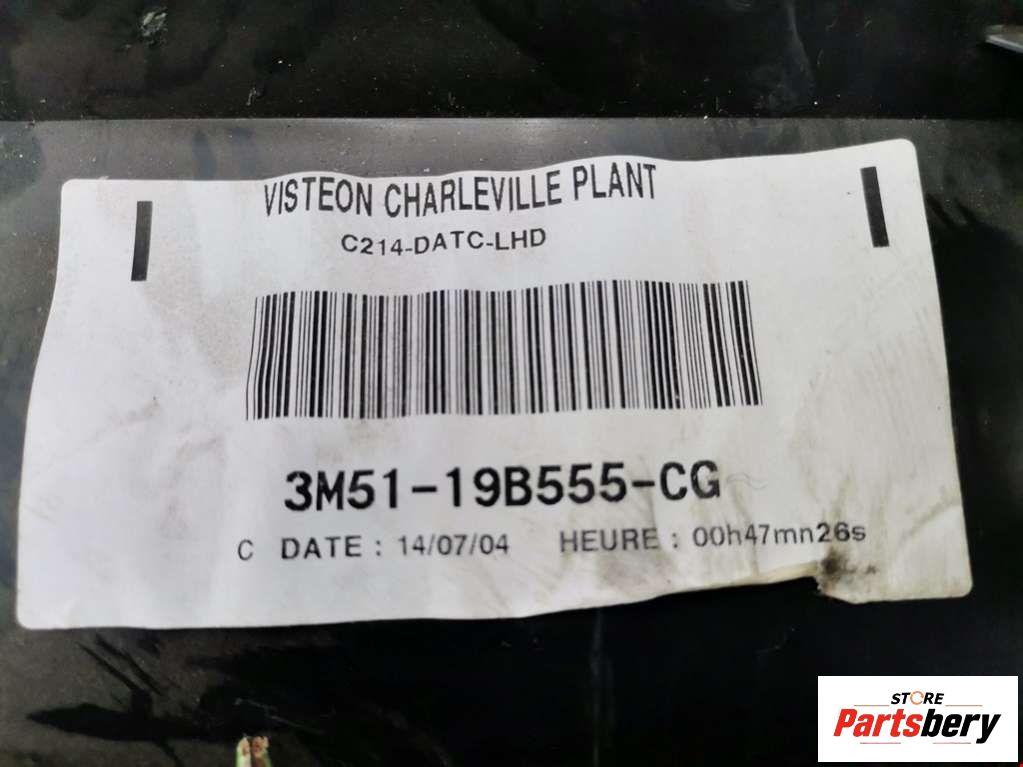 VISTEON CHARLEVILLE PLANT
C214-DATC-LHD
3M51-19B555-CG
C DATE : 14/07/04 HEURE : 00h47mn26s
STORE
Partsbery